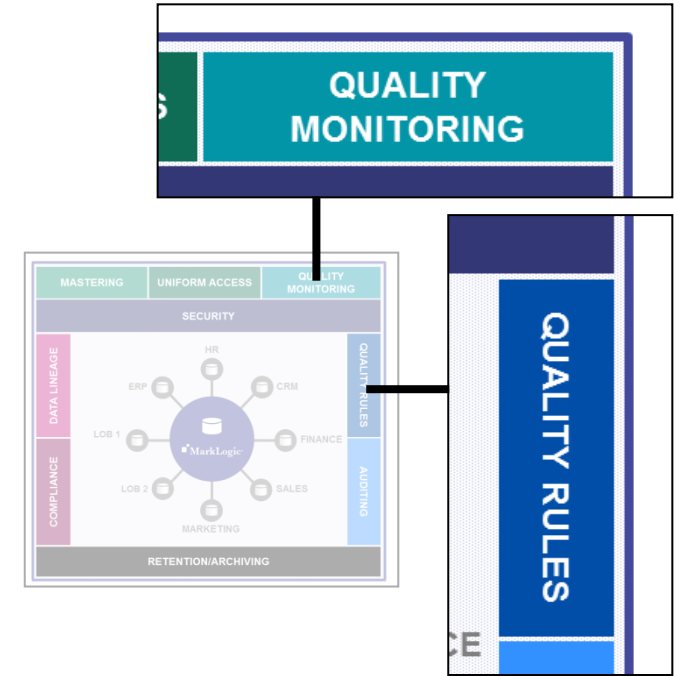 S
QUALITY
MONITORING
MASTERING
UNIFORM ACCESS
QUALITY
MONITORING
SECURITY
DATA LINEAGE
COMPLIANCE
HR
ERP
CRM
LOB 1
MarkLogic
FINANCE
LOB 2
SALES
MARKETING
QUALITY RULES
AUDITING
RETENTION/ARCHIVING
QUALITY RULES
CE